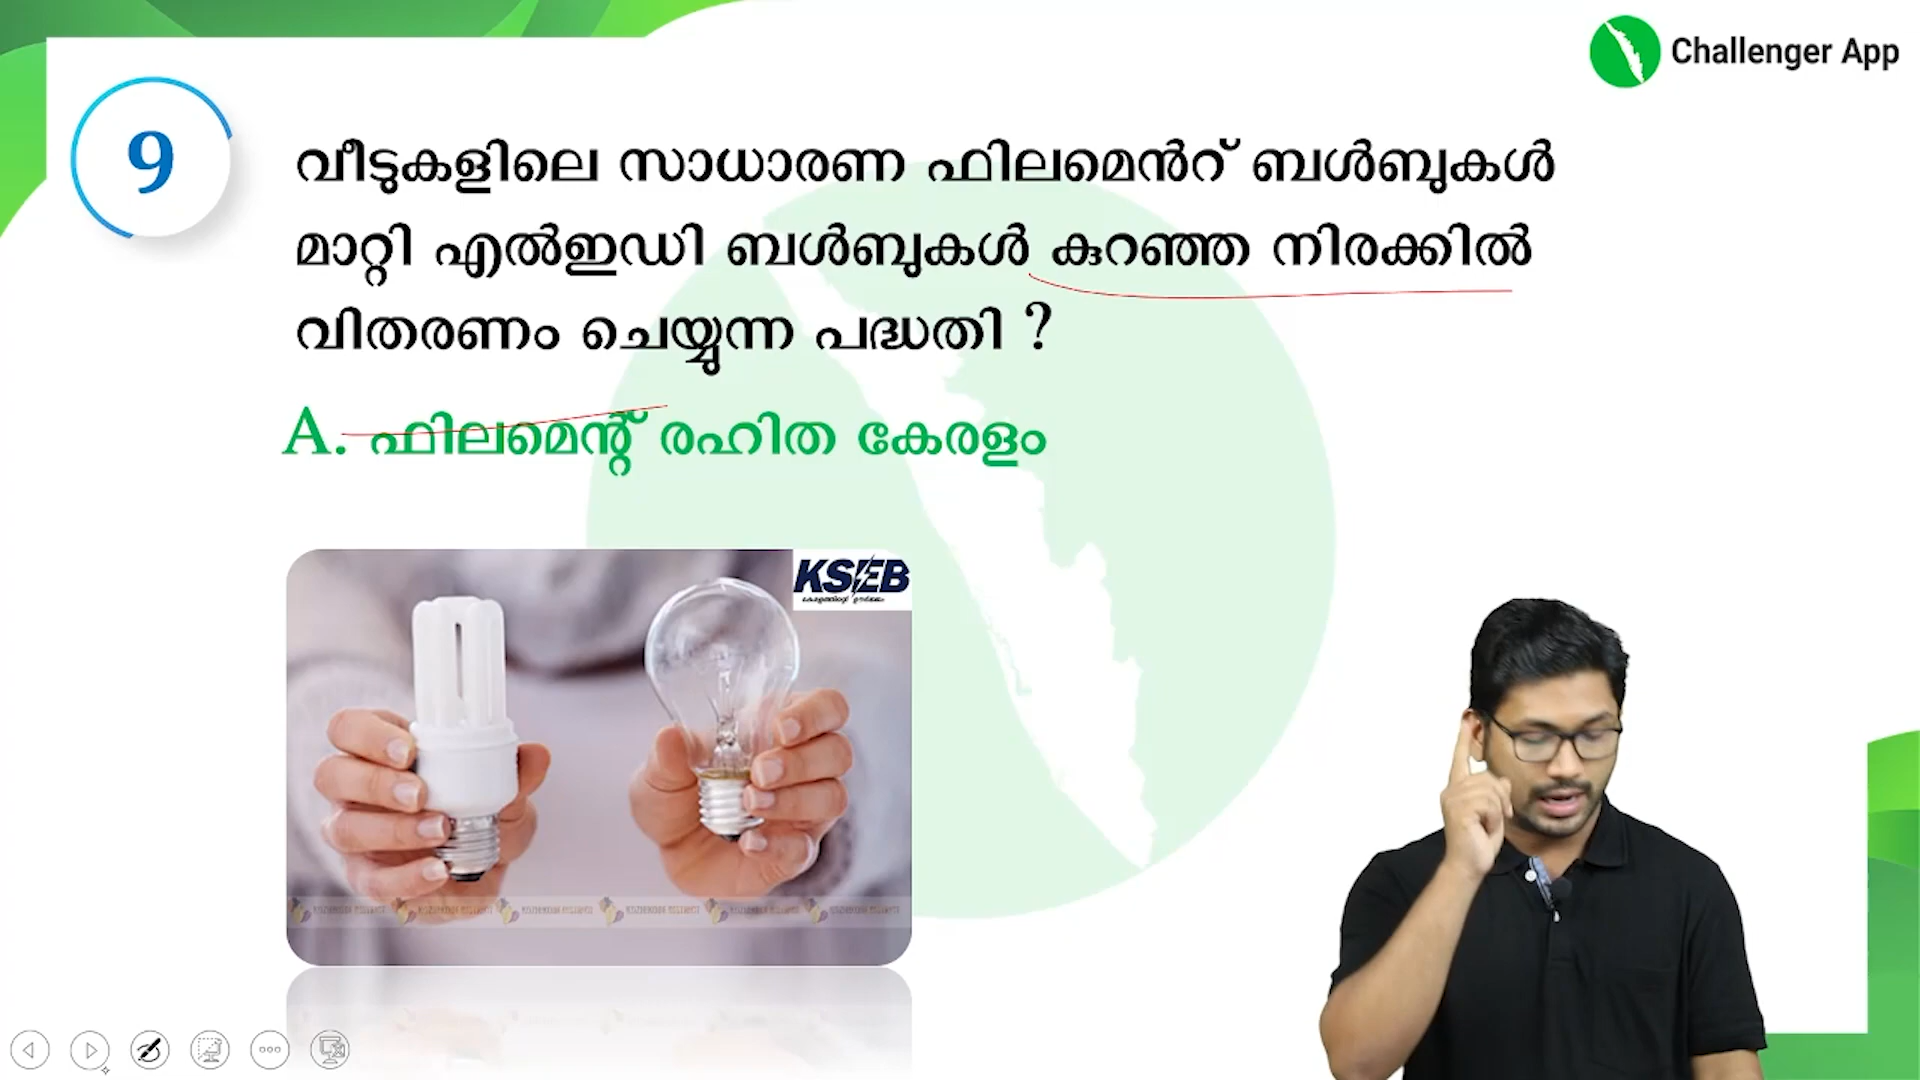 Challenger App
9
വീടുകളിലെ സാധാരണ ഫിലമെൻറ് ബൾബുകൾ
മാറ്റി എൽഇഡി ബൾബുകൾ കുറഞ്ഞ നിരക്കിൽ
വിതരണം ചെയ്യുന്ന പദ്ധതി ?
A. ഫിലമെന്റ് രഹിത കേരളം
KSEB